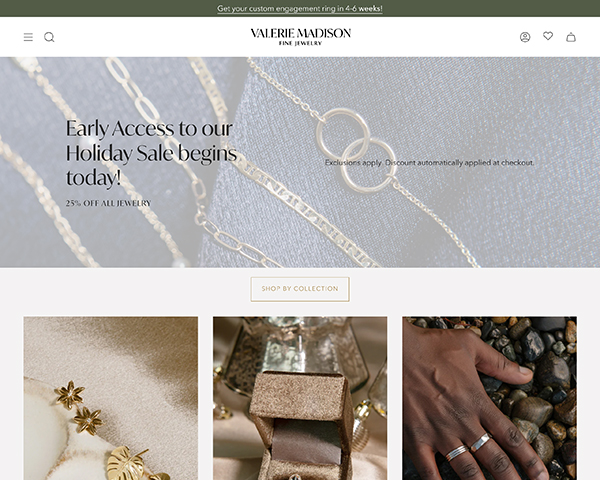 Get your custom engagement ring in 4-6 weeks!
VALERIE MADISON
FINE JEWELRY
Early Access to our
Holiday Sale begins
today!
25% OFF ALL JEWELRY
Exclusions apply. Discount automatically applied at checkout.
SHOP BY COLLECTION